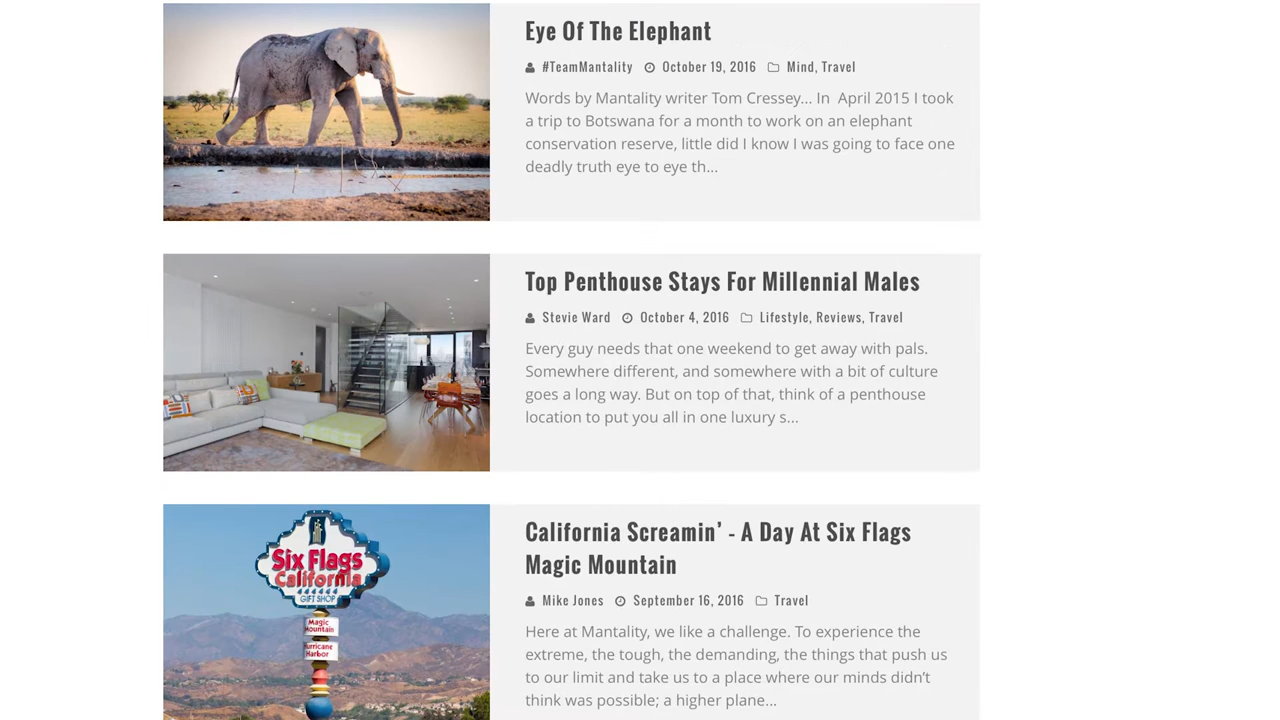 Eye Of The Elephant
#TeamMantality October 19, 2016 Mind, Travel
Words by Mantality writer Tom Cressey... In April 2015 I took
a trip to Botswana for a month to work on an elephant
conservation reserve, little did I know I was going to face one
deadly truth eye to eye th...
Top Penthouse Stays For Millennial Males
Stevie Ward October 4, 2016 Lifestyle, Reviews, Travel
Every guy needs that one weekend to get away with pals.
Somewhere different, and somewhere with a bit of culture
goes a long way. But on top of that, think of a penthouse
location to put you all in one luxury s...
Six Flags
California
GIFT SHOP
Magic
Mountain
Hurricane
Harbor
California Screamin’ - A Day At Six Flags
Magic Mountain
Mike Jones September 16, 2016 Travel
Here at Mantality, we like a challenge. To experience the
extreme, the tough, the demanding, the things that push us
to our limit and take us to a place where our minds didn’t
think was possible; a higher plane...